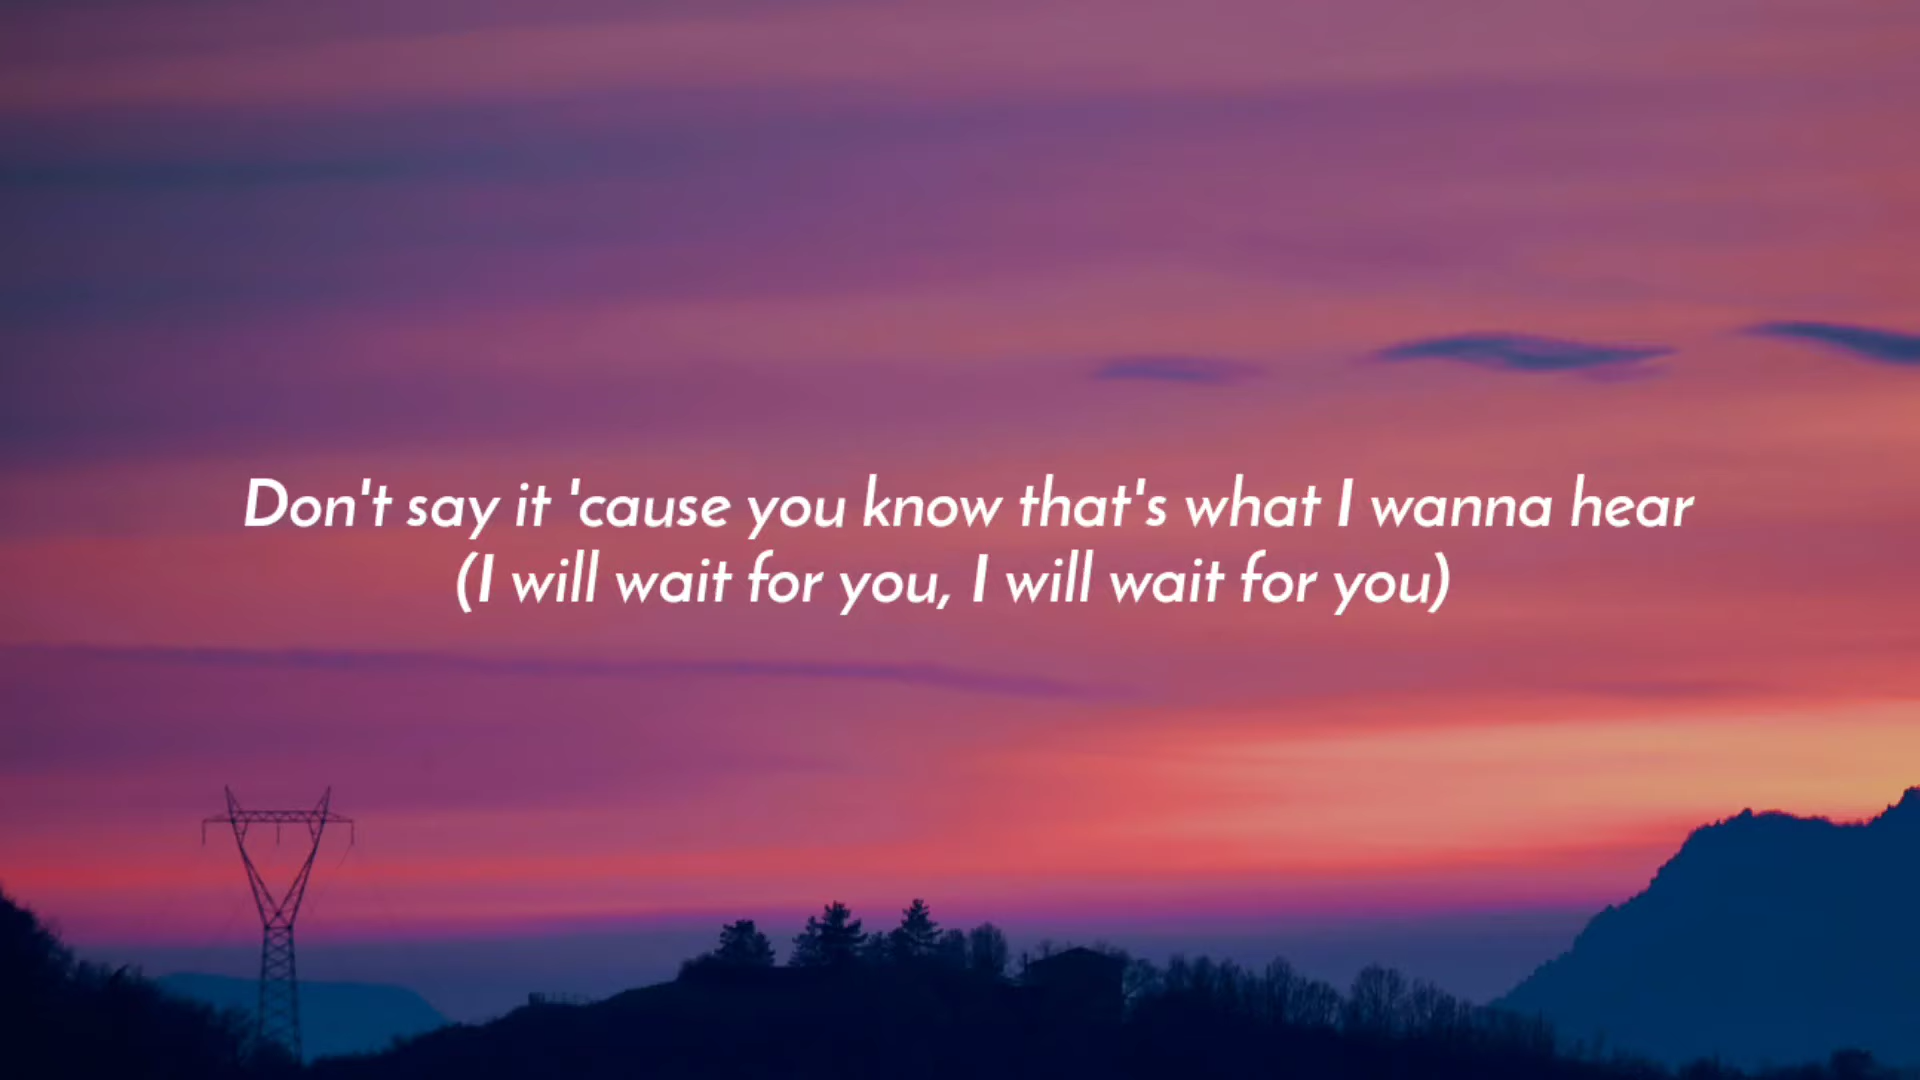 Don't say it 'cause you know that's what I wanna hear
(I will wait for you, I will wait for you)